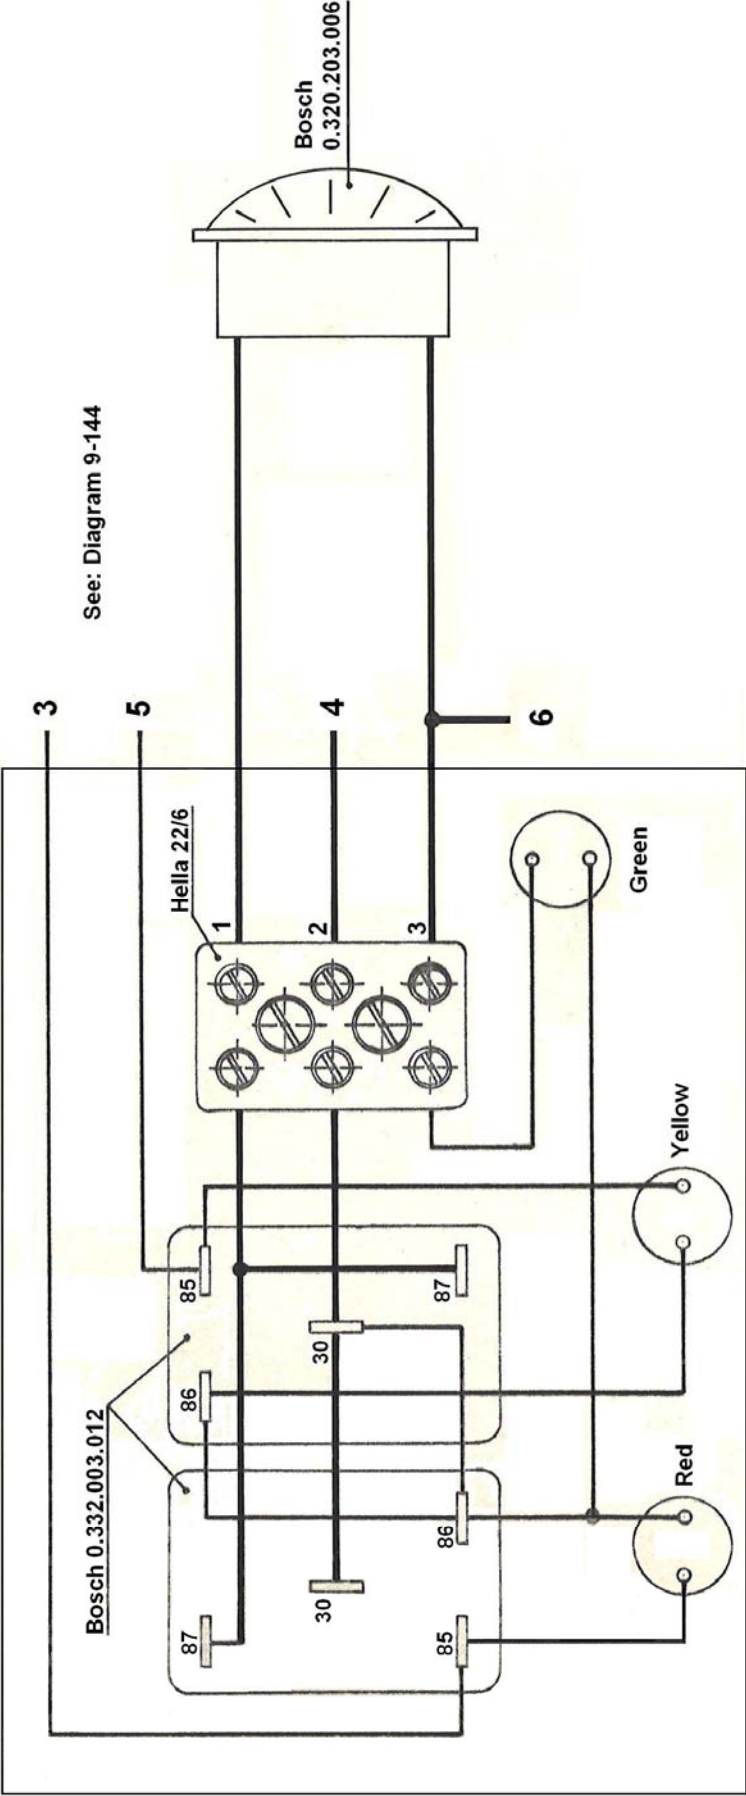 Bosch
0.320.203.006
See: Diagram 9-144
3
5
4
6
Hella 22/6
1
2
3
Green
Yellow
Red
Bosch 0.332.003.012
85
87
30
86
86
30
87
85